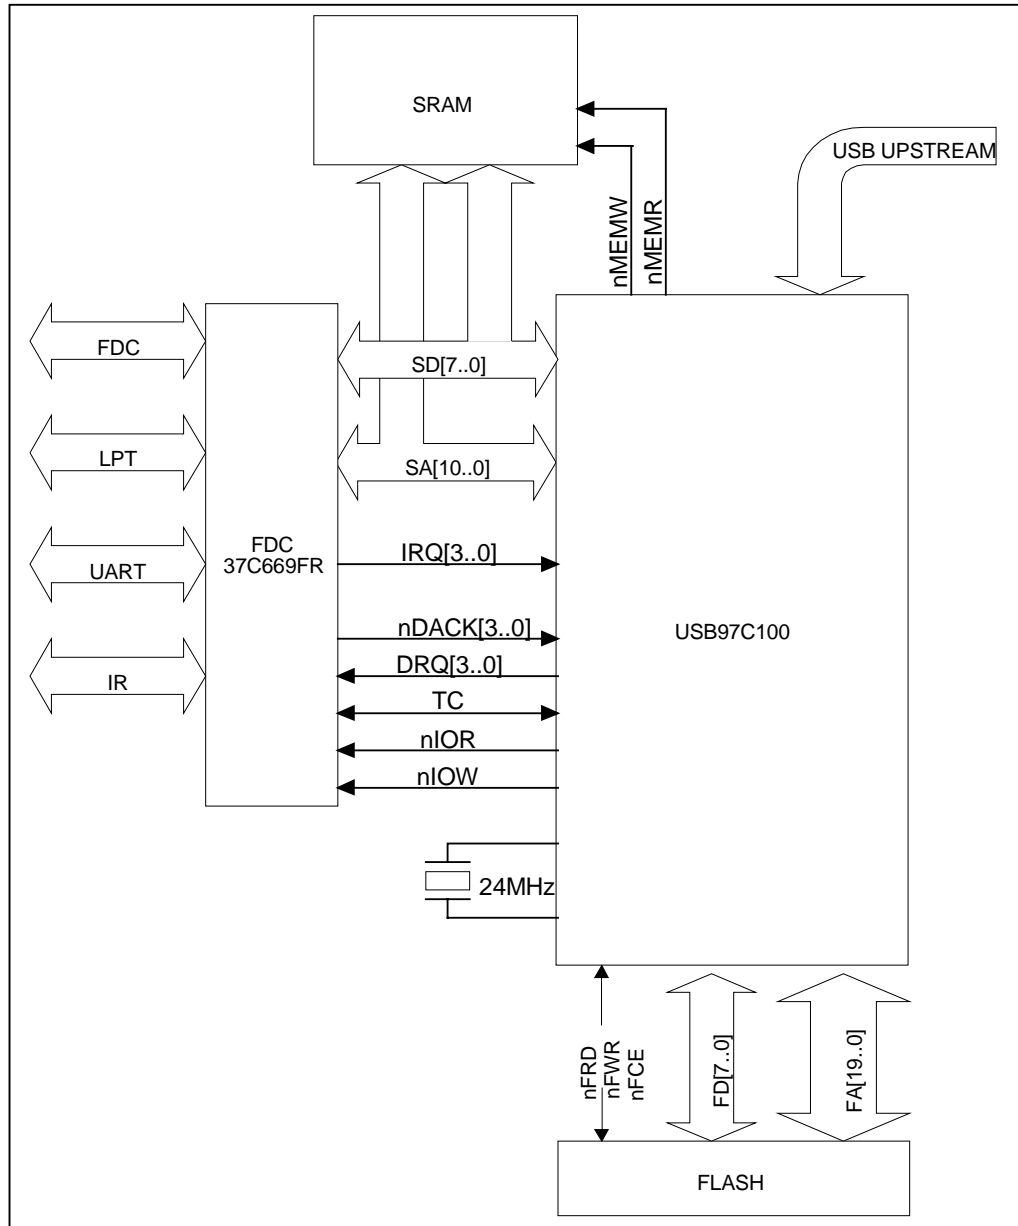 SRAM
USB UPSTREAM
nMEMW
nMEMR
FDC
SD[7..0]
LPT
SA[10..0]
FDC
37C669FR
IRQ[3..0]
UART
nDACK[3..0]
USB97C100
DRQ[3..0]
IR
TC
nIOR
nIOW
24MHz
nFRD
nFWR
nFCE
FD[7..0]
FA[19..0]
FLASH